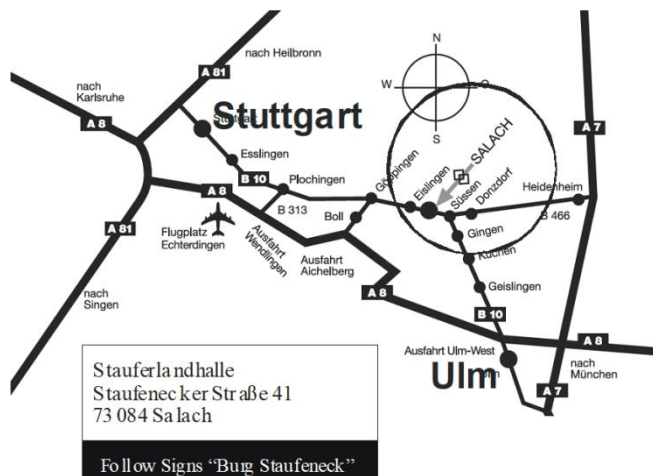 nach Heilbronn
N
nach
Karlsruhe
A 81
W
O
A 8
Stuttgart
S
SALACH
A 7
Esslingen
Göppingen
Eislingen
Süssen
Donzdorf
Plochingen
B 10
Heidenheim
A 8
B 313
Boll
B 466
A 81
Flugplatz
Echterdingen
Ausfahrt
Wendlingen
Gingen
Ausfahrt
Aichelberg
Kuchen
nach
Singen
A 8
Geislingen
B 10
A 8
Ausfahrt Ulm-West
Ulm
nach
München
A 7
Stauferlandhalle
Staufenecker Straße 41
73 084 Salach
Follow Signs “Burg Staufeneck”